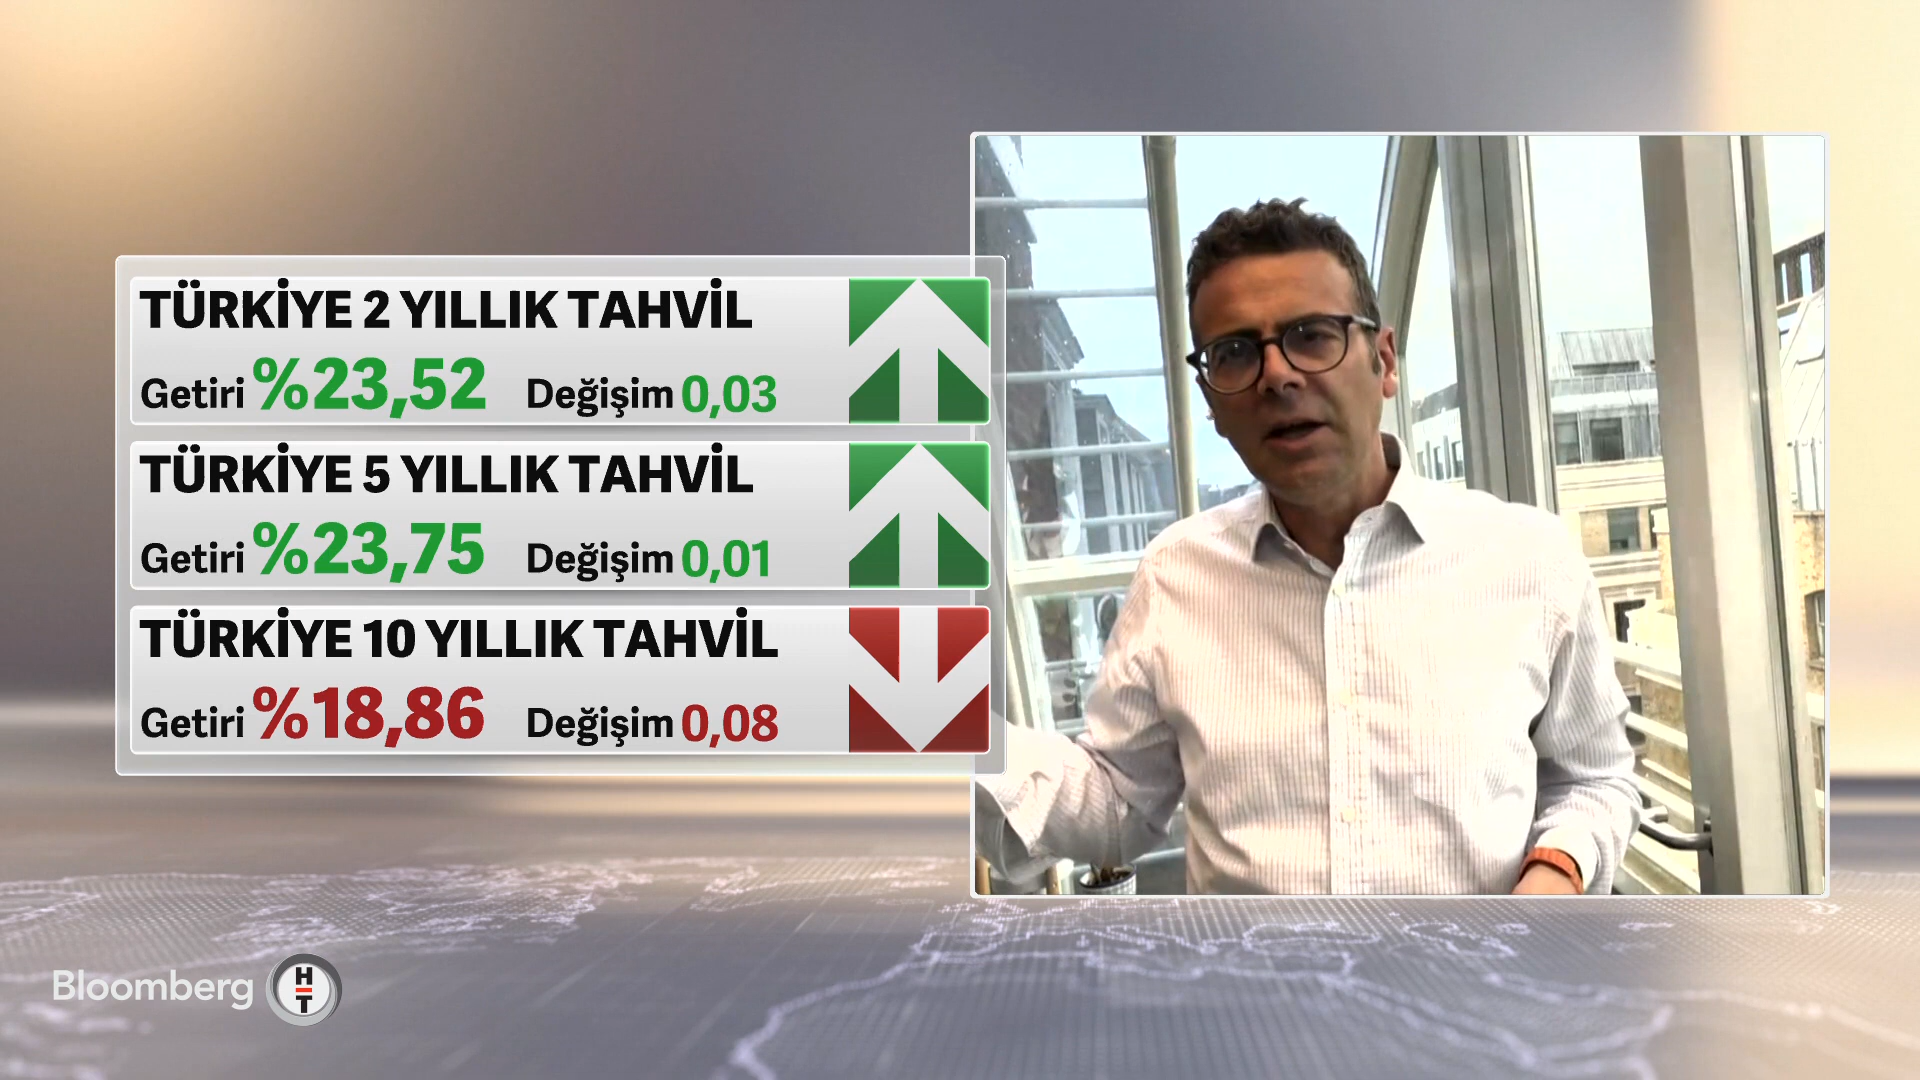 TÜRKİYE 2 YILLIK TAHVİL
Getiri %23,52 Değişim 0,03
TÜRKİYE 5 YILLIK TAHVİL
Getiri %23,75 Değişim 0,01
TÜRKİYE 10 YILLIK TAHVİL
Getiri %18,86 Değişim 0,08
Bloomberg HT